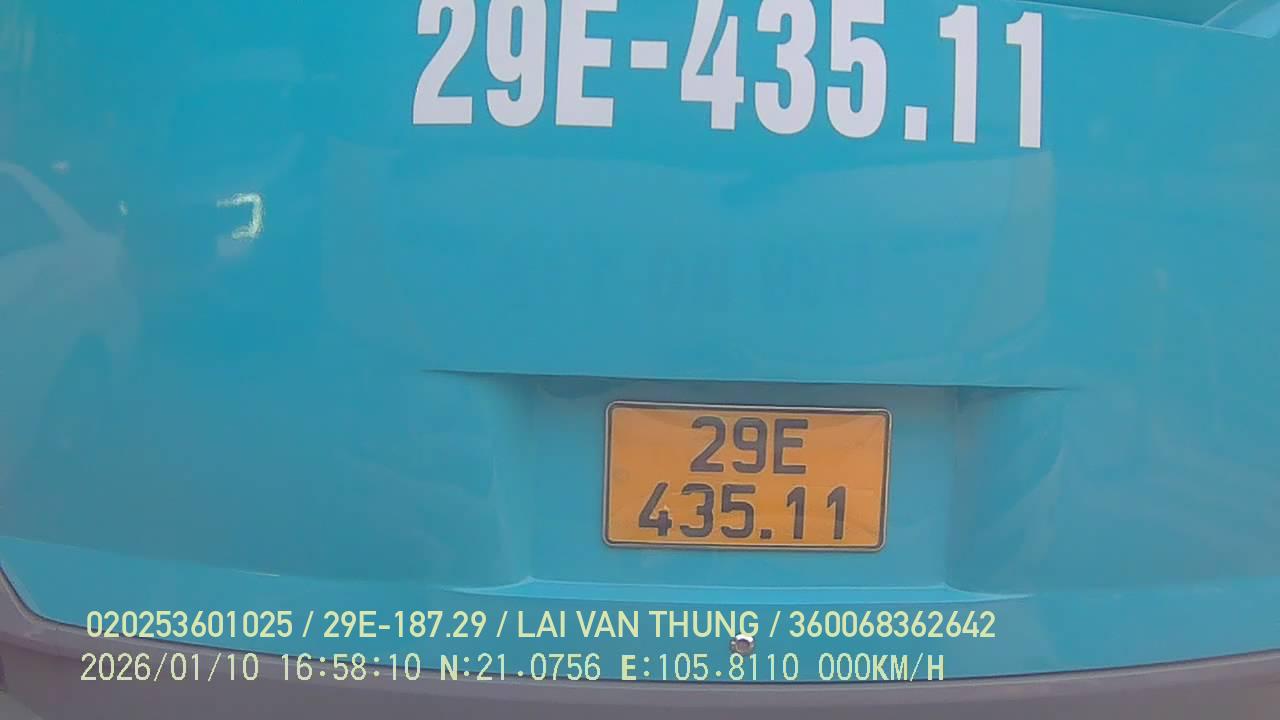 29E-435.11
29E
435.11
020253601025 / 29E-187.29 / LAI VAN THUNG / 360068362642
2026/01/10 16:58:10 N:21.0756 E:105.8110 000KM/H